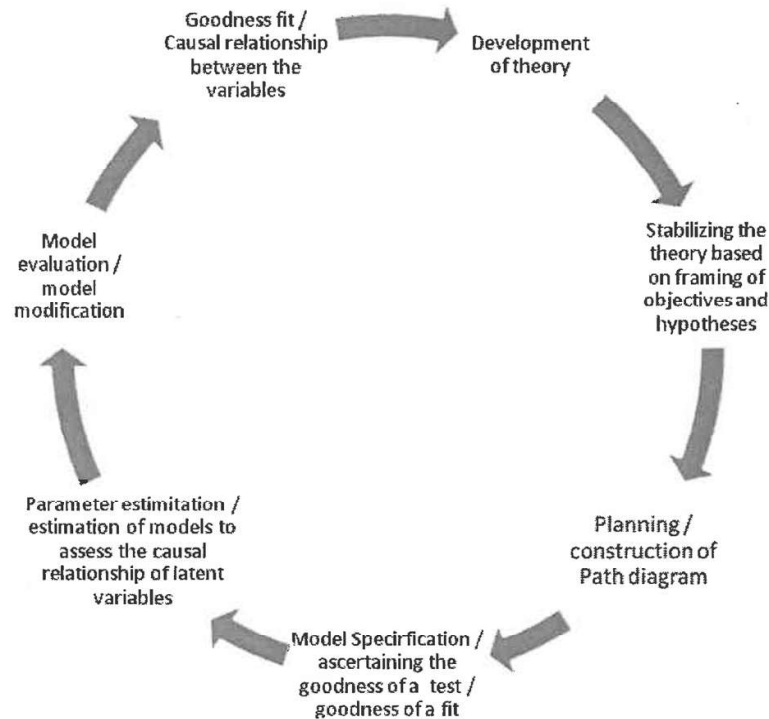 Goodness fit /
Causal relationship
between the
variables
Development
of theory
Stabilizing the
theory based
on framing of
objectives and
hypotheses
Planning /
construction of
Path diagram
Model Specirfication /
ascertaining the
goodness of a test /
goodness of a fit
Parameter estimitation /
estimation of models to
assess the causal
relationship of latent
variables
Model
evaluation /
model
modification